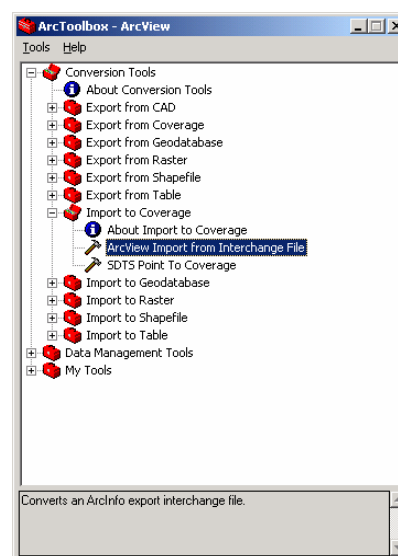 ArcToolbox - ArcView
Tools Help
Conversion Tools
About Conversion Tools
Export from CAD
Export from Coverage
Export from Geodatabase
Export from Raster
Export from Shapefile
Export from Table
Import to Coverage
About Import to Coverage
ArcView Import from Interchange File
SDTS Point To Coverage
Import to Geodatabase
Import to Raster
Import to Shapefile
Import to Table
Data Management Tools
My Tools
Converts an ArcInfo export interchange file.